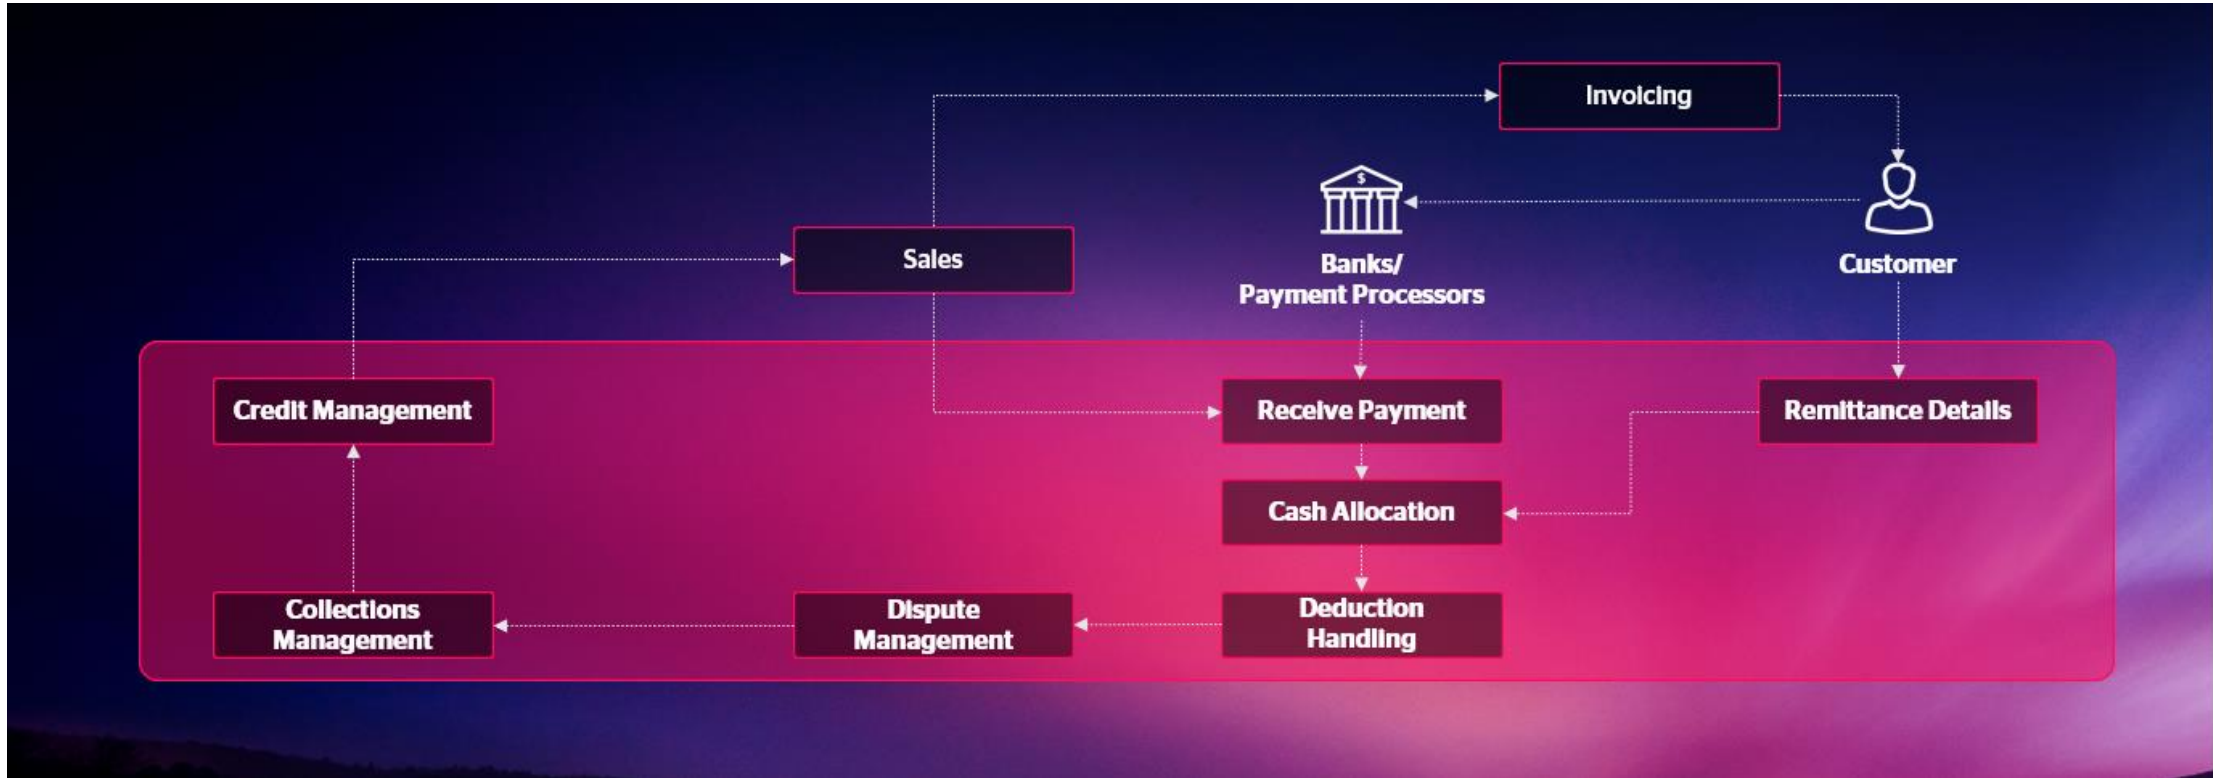 Invoicing
$
Sales
Banks/
Payment Processors
Customer
Credit Management
Receive Payment
Remittance Details
Cash Allocation
Collections
Management
Dispute
Management
Deduction
Handling